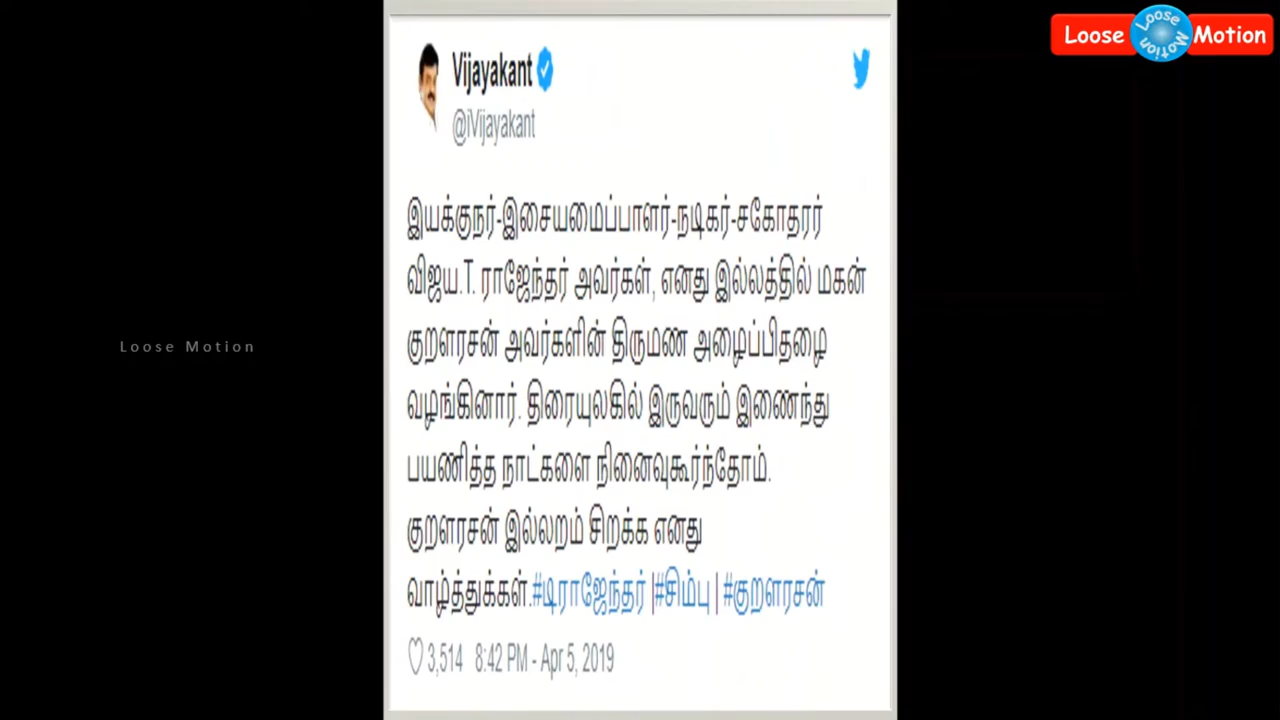 Loose Loose Motion Motion
Vijayakant
@iVijayakant
இயக்குநர்-இசையமைப்பாளர்-நடிகர்-சகோதரர்
விஜய.T. ராஜேந்தர் அவர்கள், எனது இல்லத்தில் மகன்
குறளரசன் அவர்களின் திருமண அழைப்பிதழை
வழங்கினார். திரையுலகில் இருவரும் இணைந்து
பயணித்த நாட்களை நினைவுகூர்ந்தோம்.
குறளரசன் இல்லறம் சிறக்க எனது
வாழ்த்துக்கள்.#டிராஜேந்தர் |#சிம்பு | #குறளரசன்
3,514 8:42 PM - Apr 5, 2019
Loose Motion